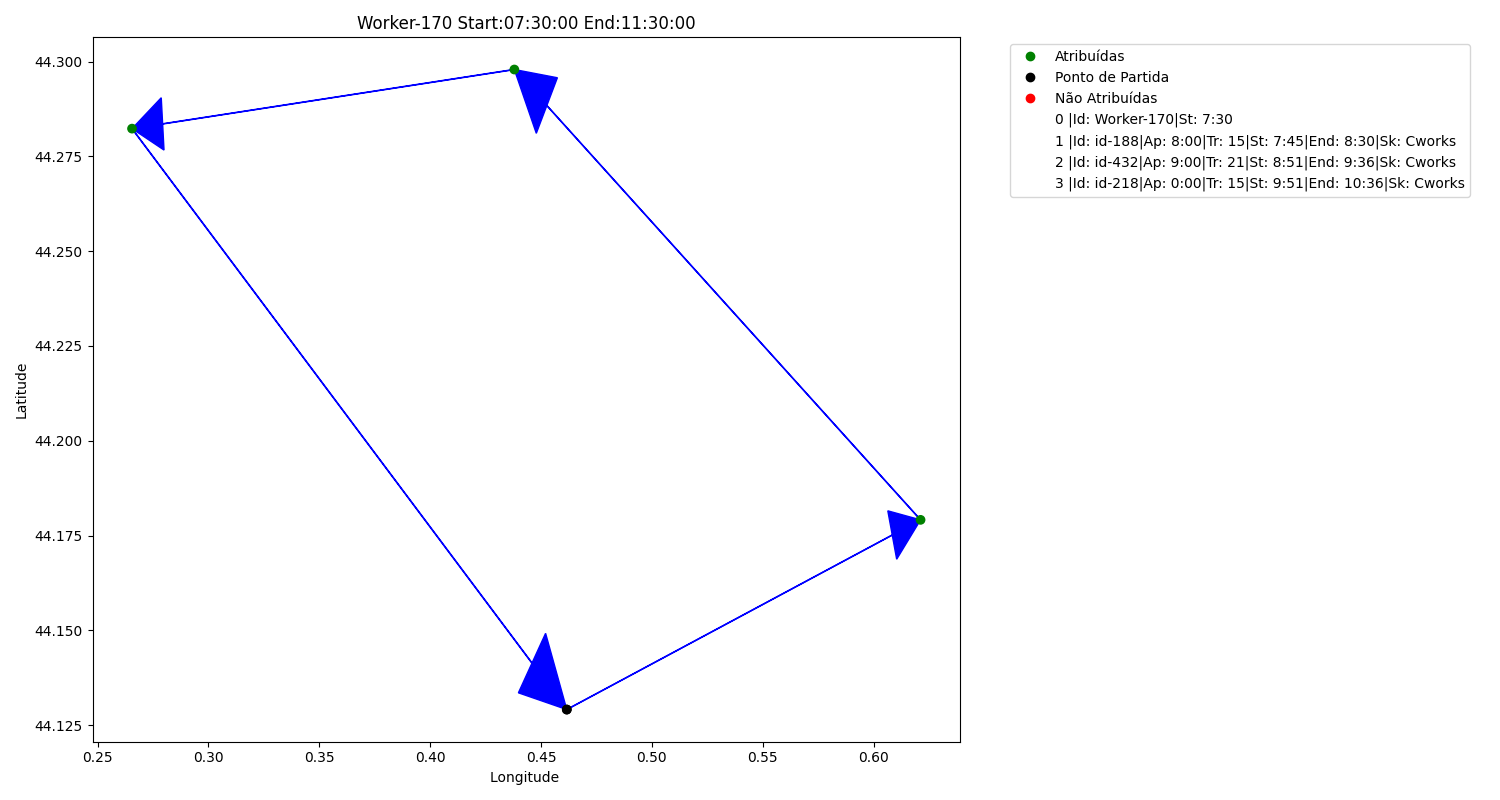 Worker-170 Start:07:30:00 End:11:30:00
44.300
44.275
44.250
44.225
44.200
44.175
44.150
44.125
Latitude
0.25 0.30 0.35 0.40 0.45 0.50 0.55 0.60
Longitude
Atribuídas
Ponto de Partida
Não Atribuídas
0 |Id: Worker-170|St: 7:30
1 |Id: id-188|Ap: 8:00|Tr: 15|St: 7:45|End: 8:30|Sk: Cworks
2 |Id: id-432|Ap: 9:00|Tr: 21|St: 8:51|End: 9:36|Sk: Cworks
3 |Id: id-218|Ap: 0:00|Tr: 15|St: 9:51|End: 10:36|Sk: Cworks